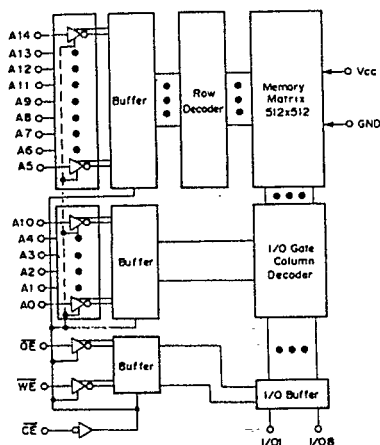 A14
A13
A12
A11
A9
A8
A7
A6
A5
Buffer
Row
Decoder
Memory
Matrix
512x512
Vcc
GND
A10
A4
A3
A2
A1
A0
Buffer
I/O Gate
Column
Decoder
OE
WE
CE
Buffer
I/O Buffer
I/O1 I/O8